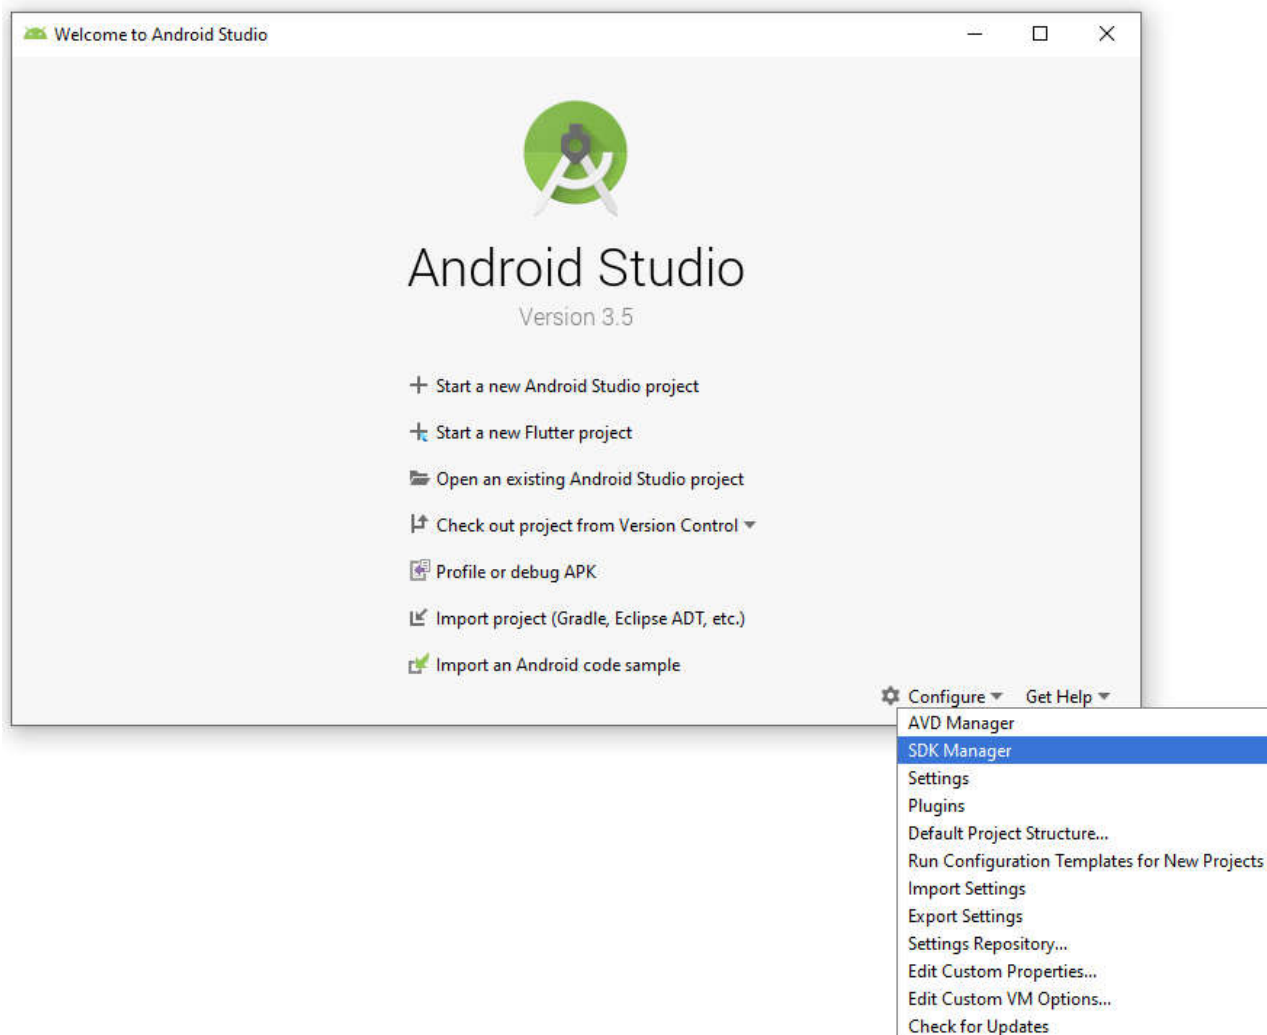 Welcome to Android Studio
Android Studio
Version 3.5
Start a new Android Studio project
Start a new Flutter project
Open an existing Android Studio project
Check out project from Version Control
Profile or debug APK
Import project (Gradle, Eclipse ADT, etc.)
Import an Android code sample
Configure Get Help
AVD Manager
SDK Manager
Settings
Plugins
Default Project Structure...
Run Configuration Templates for New Projects
Import Settings
Export Settings
Settings Repository...
Edit Custom Properties...
Edit Custom VM Options...
Check for Updates